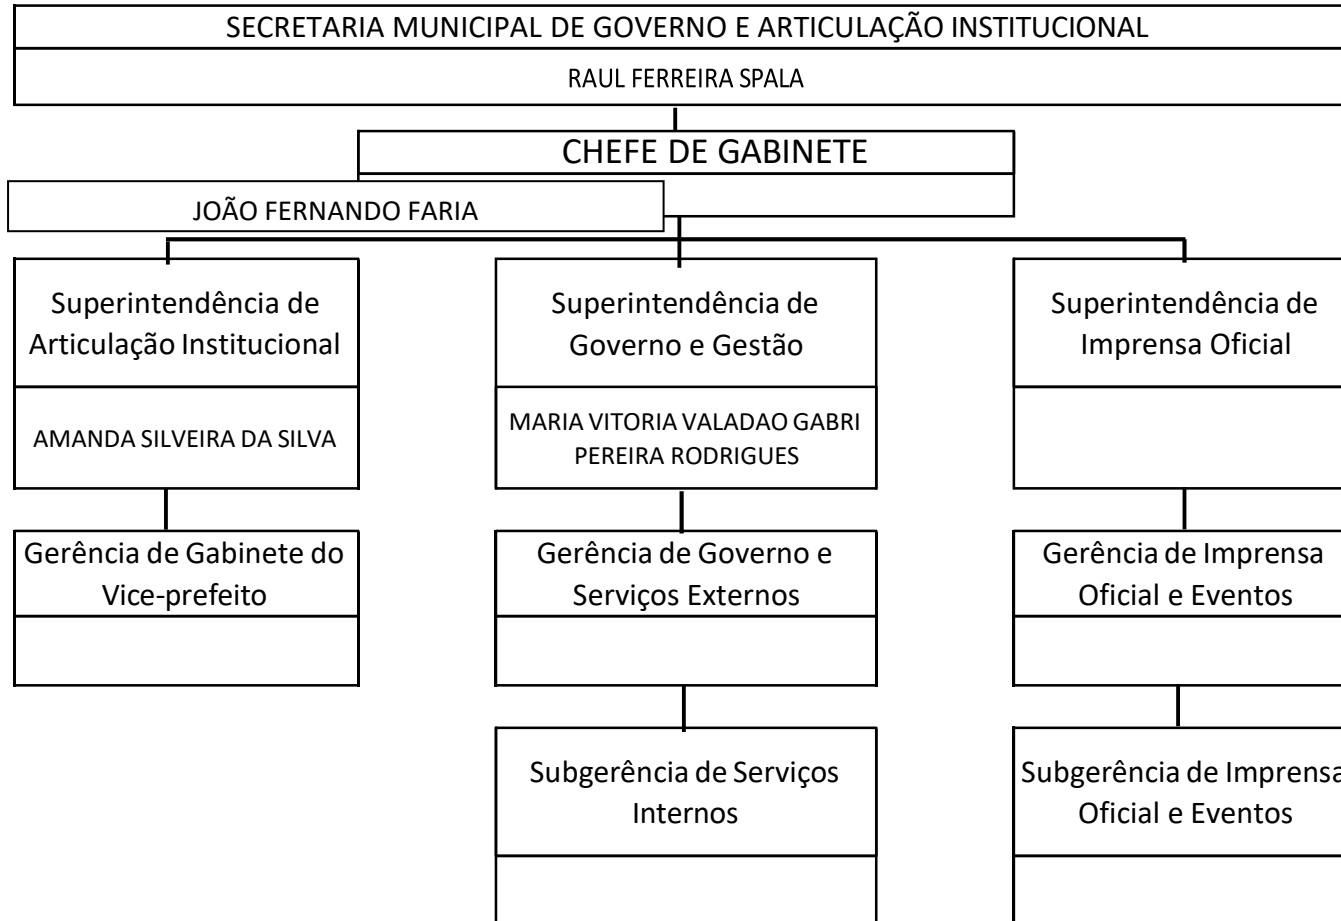 SECRETARIA MUNICIPAL DE GOVERNO E ARTICULAÇÃO INSTITUCIONAL
RAUL FERREIRA SPALA
CHEFE DE GABINETE
JOÃO FERNANDO FARIA
Superintendência de
Articulação Institucional
AMANDA SILVEIRA DA SILVA
Superintendência de
Governo e Gestão
MARIA VITORIA VALADAO GABRI
PEREIRA RODRIGUES
Superintendência de
Imprensa Oficial
Gerência de Gabinete do
Vice-prefeito
Gerência de Governo e
Serviços Externos
Gerência de Imprensa
Oficial e Eventos
Subgerência de Serviços
Internos
Subgerência de Imprensa
Oficial e Eventos